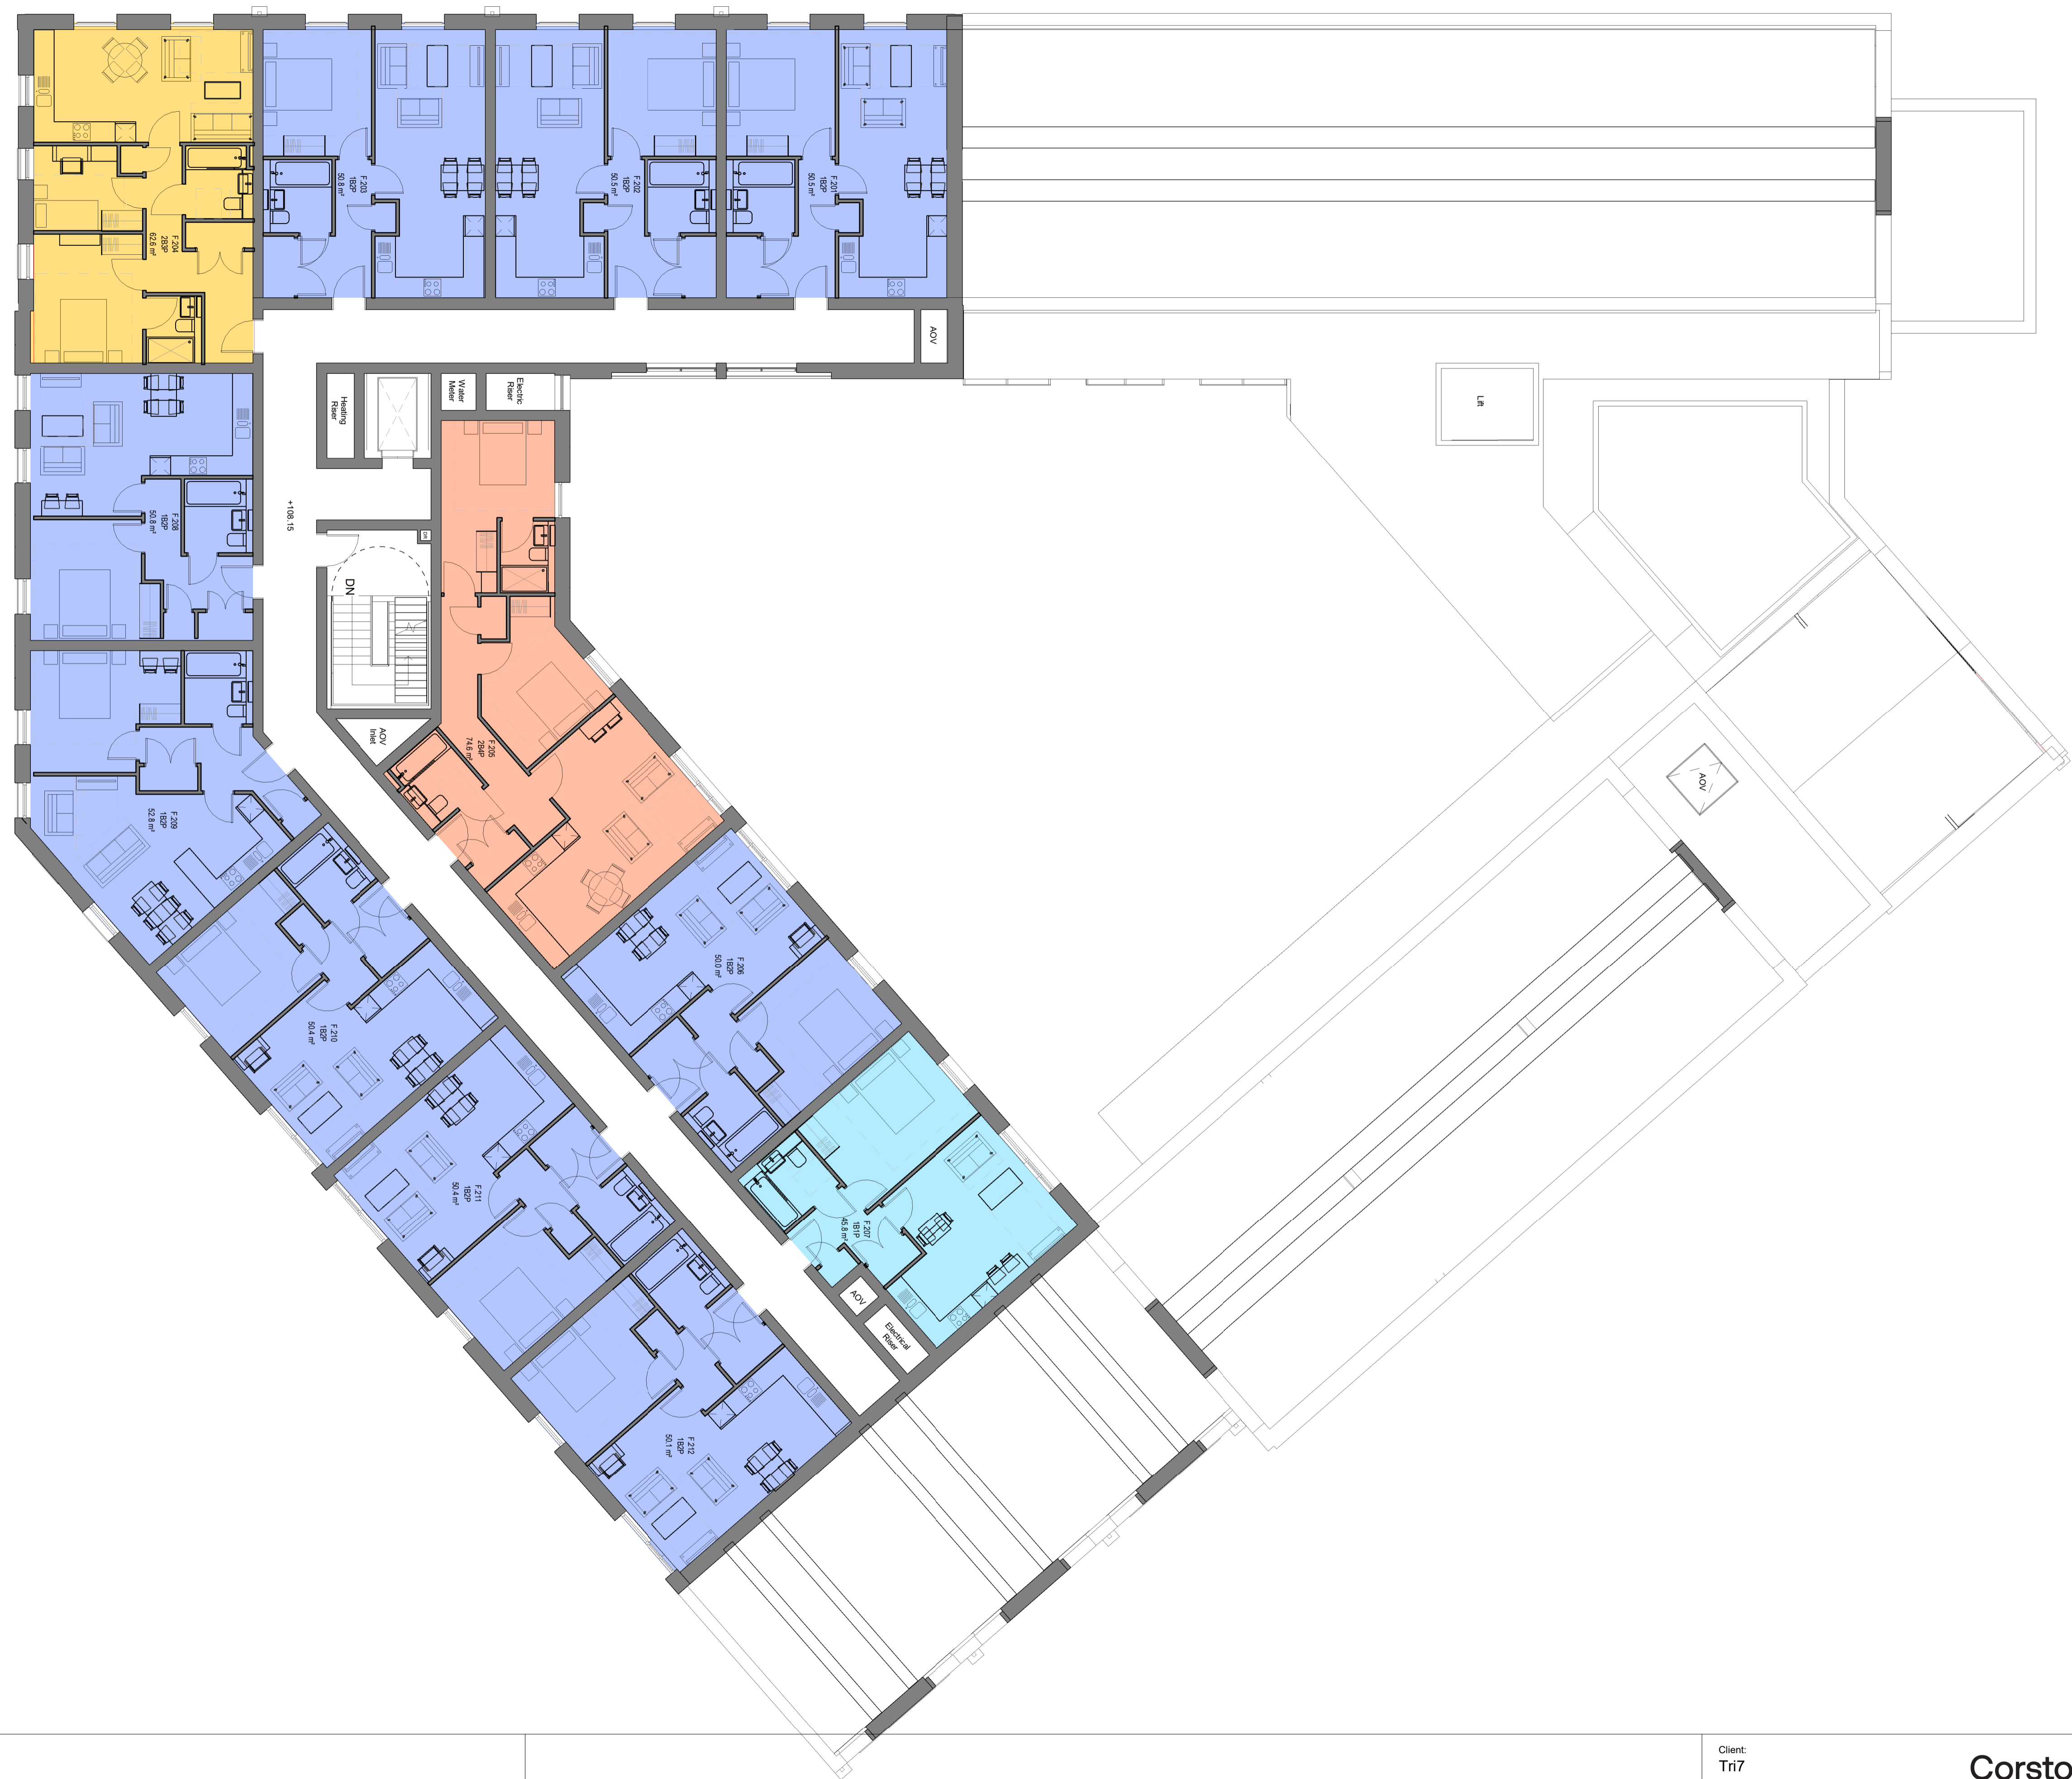 F.204
2B3P
62.6 m²
F.203
1B2P
50.8 m²
F.202
1B2P
50.5 m²
F.201
1B2P
50.5 m²
AOV
Heating
Riser
Water
Meter
Electric
Riser
Lift
F.208
1B2P
50.8 m²
+108.15
DR
DN
AOV
Inlet
F.205
2B4P
74.6 m²
AOV
F.209
1B2P
52.8 m²
F.206
1B2P
50.0 m²
F.210
1B2P
50.4 m²
F.211
1B2P
50.4 m²
F.207
1B1P
45.8 m²
AOV
Electrical
Riser
F.212
1B2P
50.1 m²
Client:
Tri7
Corsto